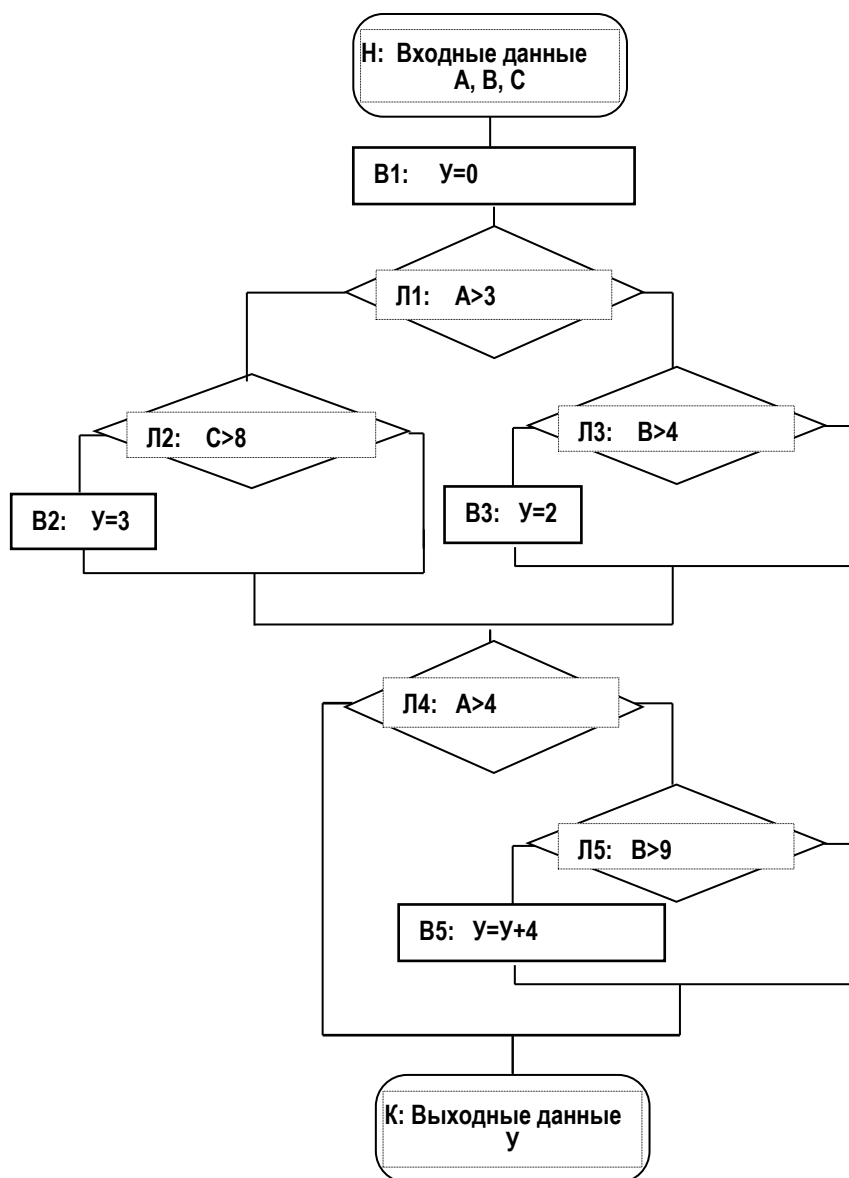 Н: Входные данные
А, В, С
В1: У=0
Л1: А>3
Л2: С>8
Л3: В>4
В2: У=3
В3: У=2
Л4: А>4
Л5: В>9
В5: У=У+4
К: Выходные данные
У